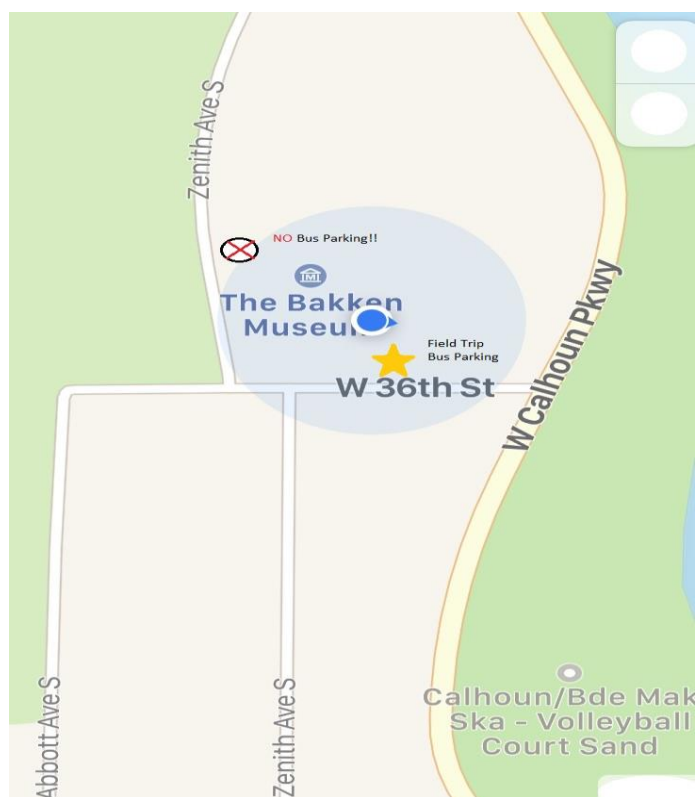 Zenith Ave S
NO Bus Parking!!
The Bakken
Museum
Field Trip
Bus Parking
W 36th St
W Calhoun Pkwy
Abbott Ave S
Zenith Ave S
Calhoun/Bde Mak
Ska - Volleyball
Court Sand